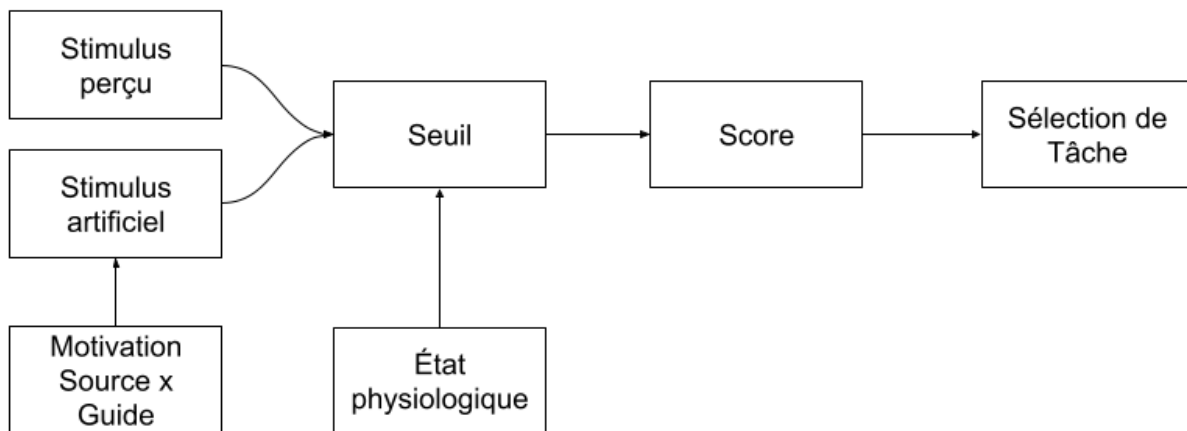 Stimulus
perçu
Stimulus
artificiel
Motivation
Source x
Guide
Seuil
État
physiologique
Score
Sélection de
Tâche